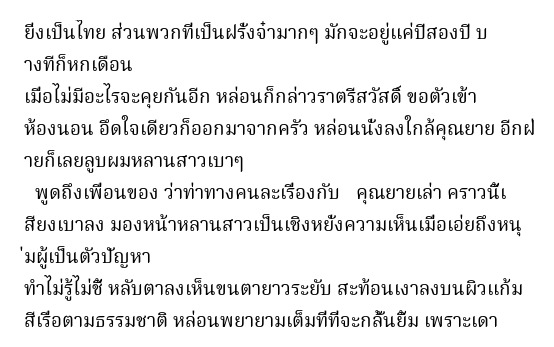 ยิ่งเป็นไทย ส่วนพวกที่เป็นฝรั่งจ๋ามากๆ มักจะอยู่แค่ปีสองปี บ
างทีก็หกเดือน
เมื่อไม่มีอะไรจะคุยกันอีก หล่อนก็กล่าวราตรีสวัสดิ์ ขอตัวเข้า
ห้องนอน อึดใจเดียวก็ออกมาจากครัว หล่อนนั่งลงใกล้คุณยาย อีกฝ่
ายก็เลยลูบผมหลานสาวเบาๆ
พูดถึงเพื่อนของ ว่าท่าทางคนละเรื่องกับ คุณยายเล่า คราวนี้เ
สียงเบาลง มองหน้าหลานสาวเป็นเชิงหยั่งความเห็นเมื่อเอ่ยถึงหนุ
่มผู้เป็นตัวปัญหา
ทำไม่รู้ไม่ชี้ หลับตาลงเห็นขนตายาวระยับ สะท้อนเงาลงบนผิวแก้ม
สีเรื่อตามธรรมชาติ หล่อนพยายามเต็มที่ที่จะกลั้นยิ้ม เพราะเดา